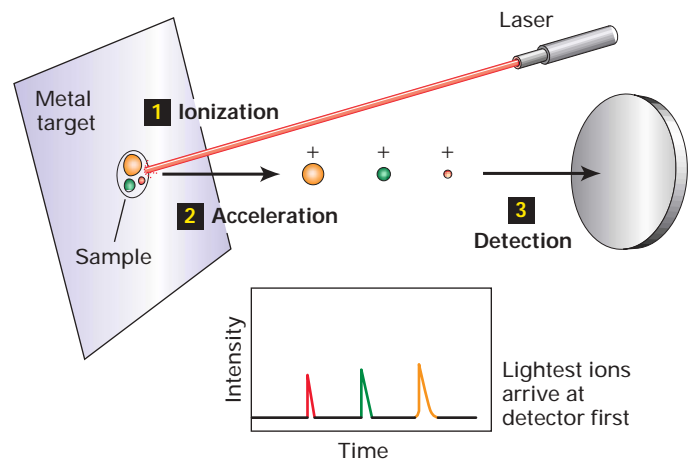 Laser
Metal
target
1 Ionization
+ + +
2 Acceleration
3
Detection
Sample
Intensity
Time
Lightest ions
arrive at
detector first